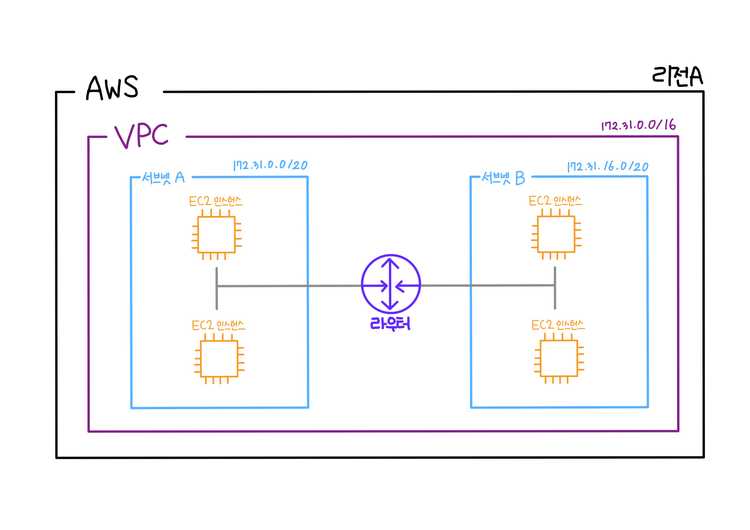 리전A
AWS
172.31.0.0/16
VPC
172.31.0.0/20
서브넷 A
172.31.16.0/20
서브넷 B
EC2 인스턴스
EC2 인스턴스
라우터
EC2 인스턴스
EC2 인스턴스